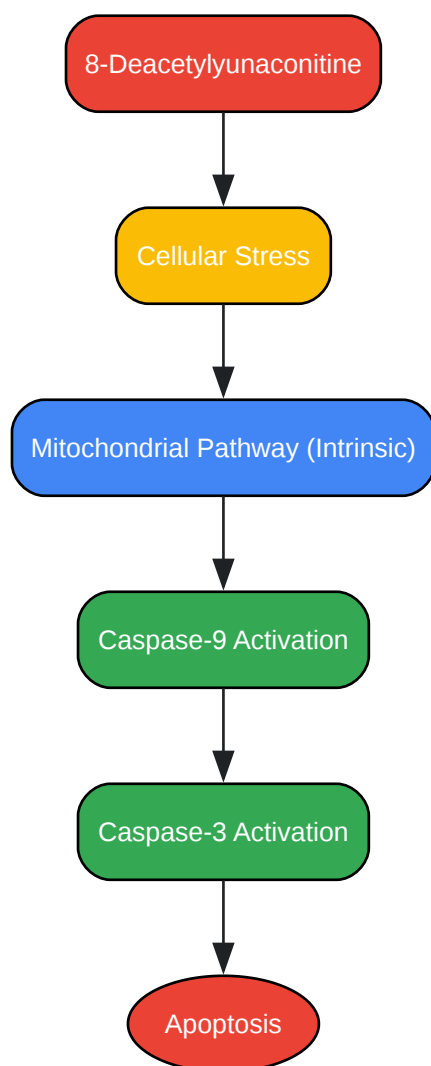 8-Deacetylyunaconitine
Cellular Stress
Mitochondrial Pathway (Intrinsic)
Caspase-9 Activation
Caspase-3 Activation
Apoptosis